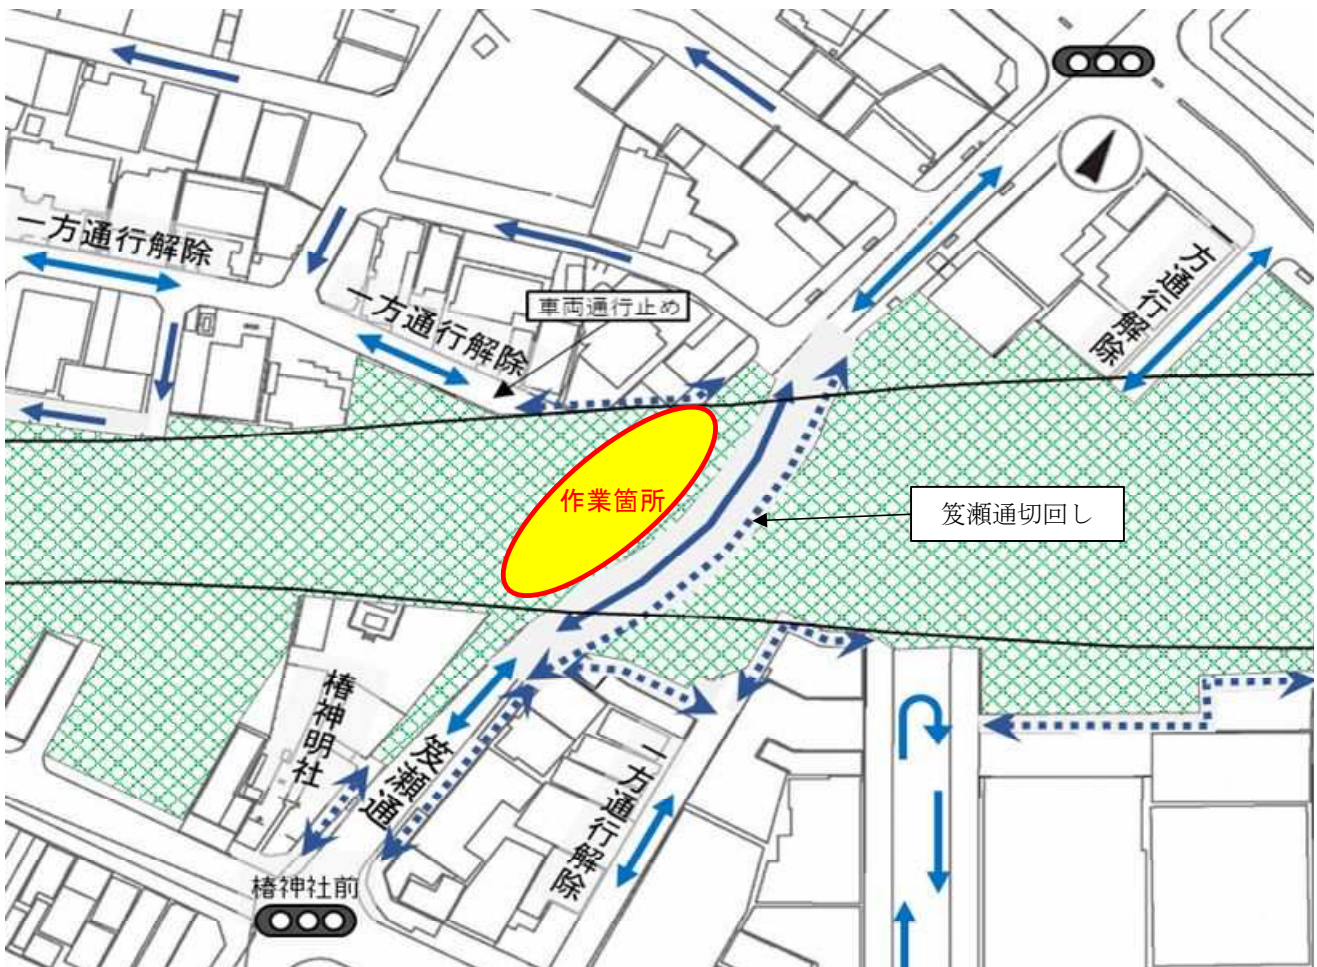 一方通行解除
一方通行解除
車両通行止め
一方通行解除
作業箇所
笈瀬通切回し
椿神明社
笈瀬通
一方通行解除
椿神社前